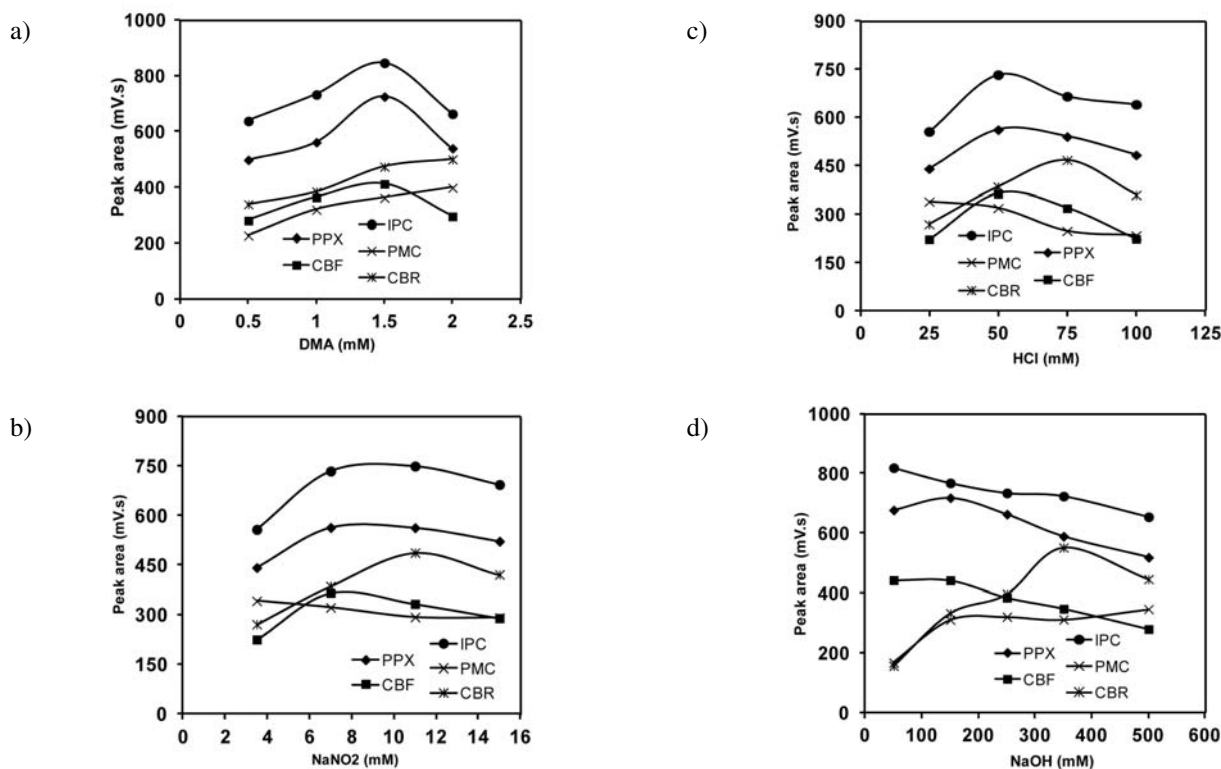 a)
1000
800
600
400
200
0
Peak area (mV.s)
IPC
PPX
PMC
CBF
CBR
0 0.5 1 1.5 2 2.5
DMA (mM)
b)
900
750
600
450
300
150
0
Peak area (mV.s)
IPC
PPX
PMC
CBF
CBR
0 2 4 6 8 10 12 14 16
NaNO2 (mM)
c)
900
750
600
450
300
150
0
Peak area (mV.s)
IPC
PMC
PPX
CBR
CBF
0 25 50 75 100 125
HCl (mM)
d)
1000
800
600
400
200
0
Peak area (mV.s)
IPC
PPX
PMC
CBF
CBR
0 100 200 300 400 500 600
NaOH (mM)